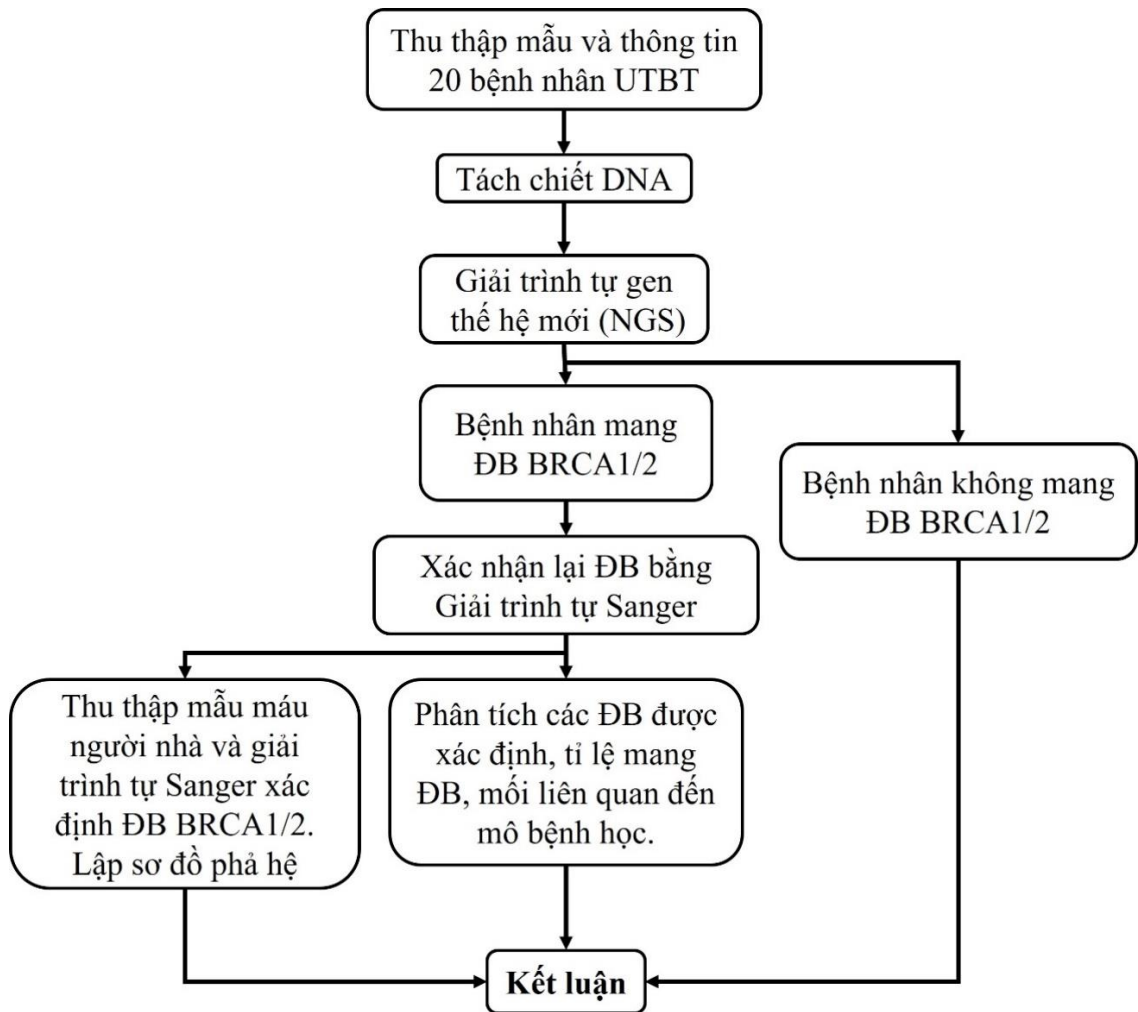 Thu thập mẫu và thông tin
20 bệnh nhân UTBT
Tách chiết DNA
Giải trình tự gen
thế hệ mới (NGS)
Bệnh nhân mang
ĐB BRCA1/2
Bệnh nhân không mang
ĐB BRCA1/2
Xác nhận lại ĐB bằng
Giải trình tự Sanger
Thu thập mẫu máu
người nhà và giải
trình tự Sanger xác
định ĐB BRCA1/2.
Lập sơ đồ phả hệ
Phân tích các ĐB được
xác định, tỉ lệ mang
ĐB, mối liên quan đến
mô bệnh học.
Kết luận